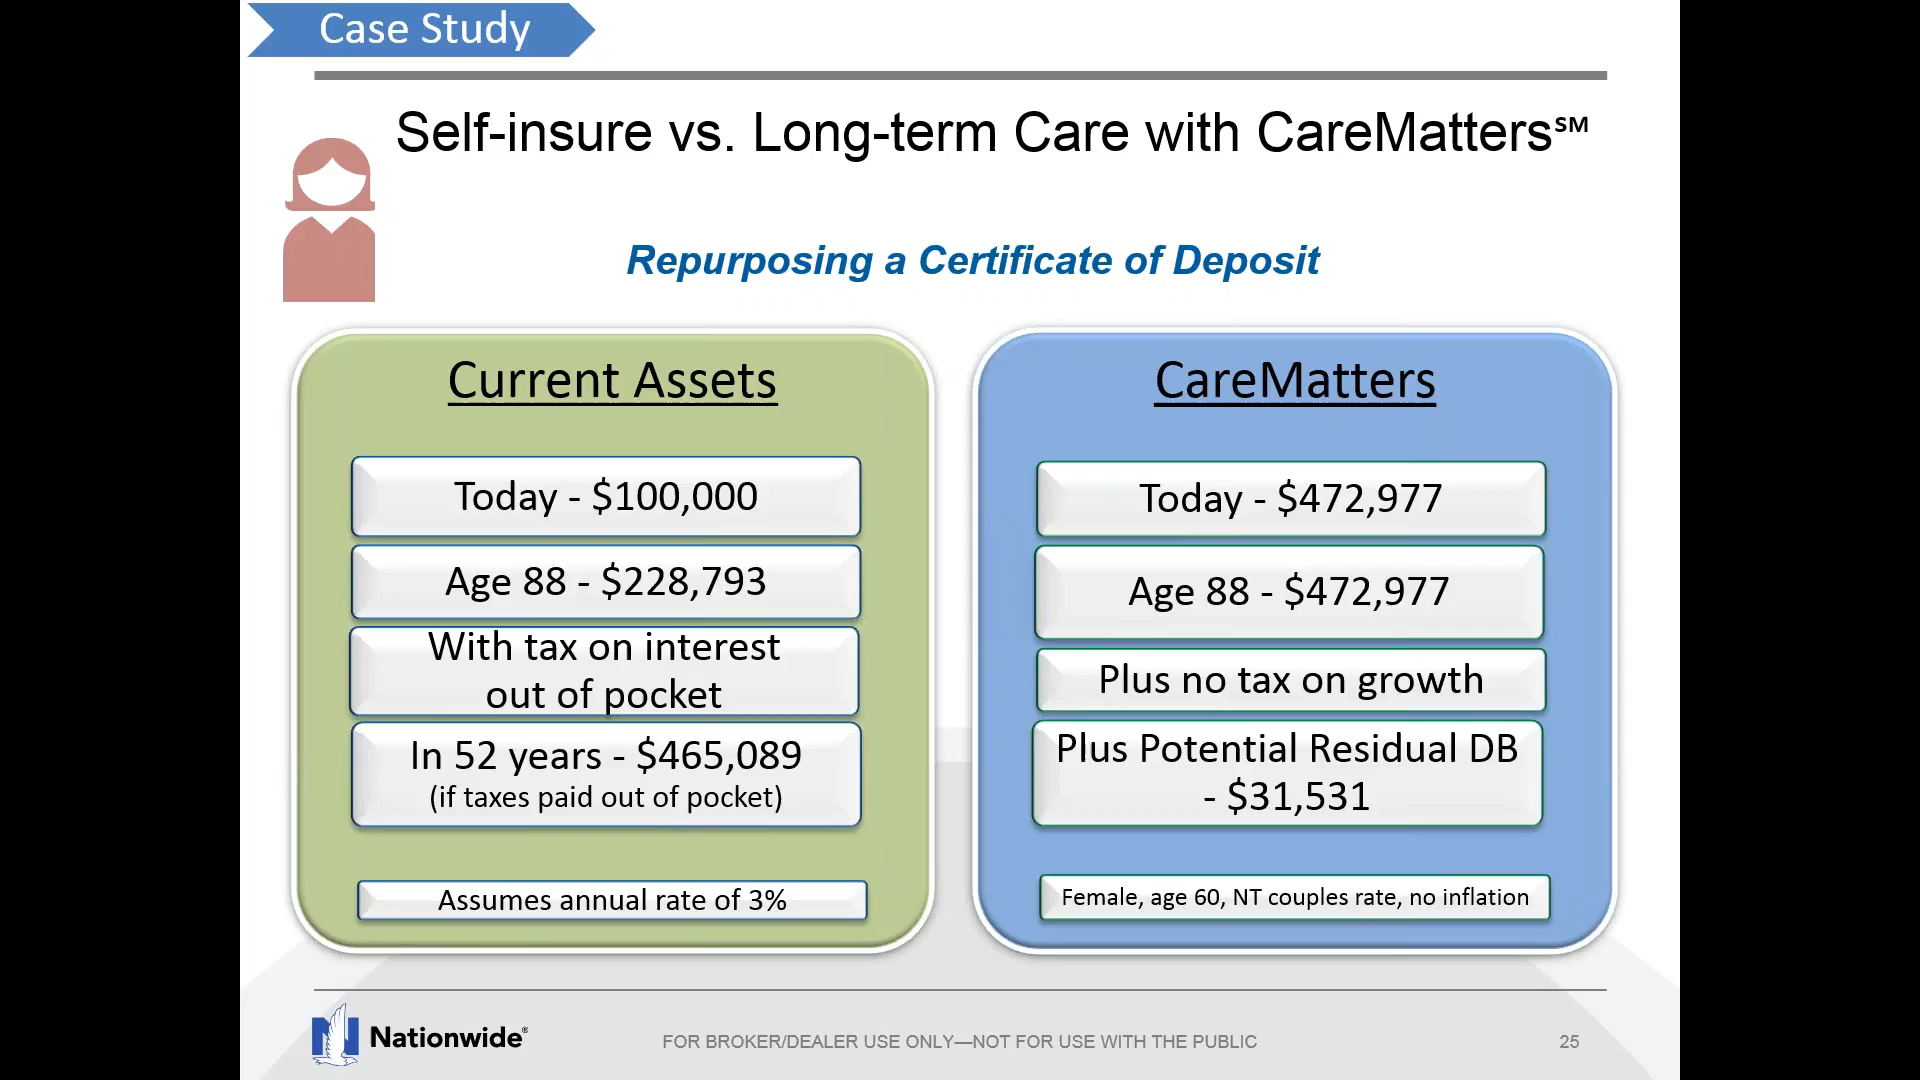 Case Study
Self-insure vs. Long-term Care with CareMatters℠
Repurposing a Certificate of Deposit
Current Assets
Today - $100,000
Age 88 - $228,793
With tax on interest
out of pocket
In 52 years - $465,089
(if taxes paid out of pocket)
Assumes annual rate of 3%
CareMatters
Today - $472,977
Age 88 - $472,977
Plus no tax on growth
Plus Potential Residual DB
- $31,531
Female, age 60, NT couples rate, no inflation
N Nationwide®
FOR BROKER/DEALER USE ONLY—NOT FOR USE WITH THE PUBLIC
25